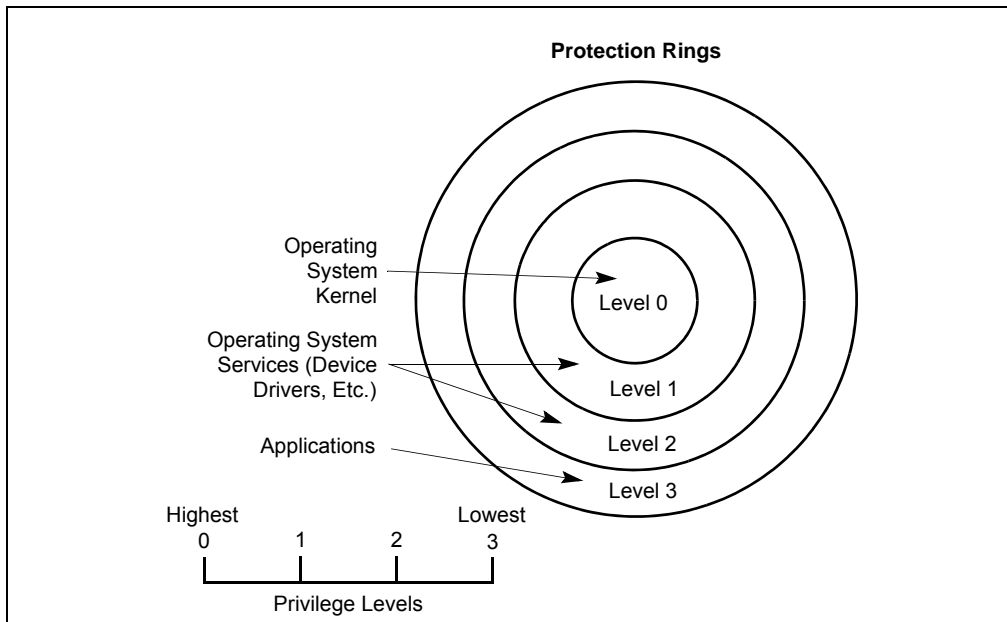 Protection Rings
Operating
System
Kernel
Level 0
Operating System
Services (Device
Drivers, Etc.)
Level 1
Level 2
Applications
Level 3
Highest
Lowest
0
1
2
3
Privilege Levels